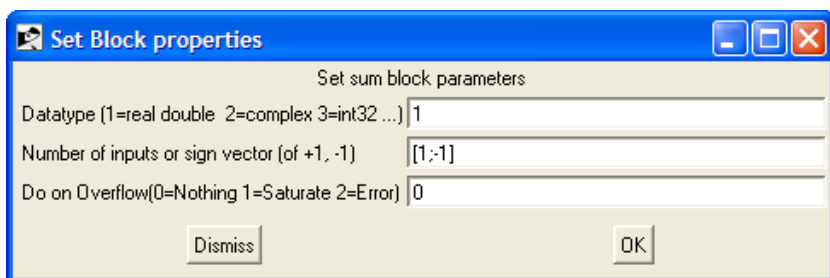 Set Block properties
Set sum block parameters
Datatype (1=real double 2=complex 3=int32 ...) 1
Number of inputs or sign vector (of +1, -1) [1;-1]
Do on Overflow(0=Nothing 1=Saturate 2=Error) 0
Dismiss OK